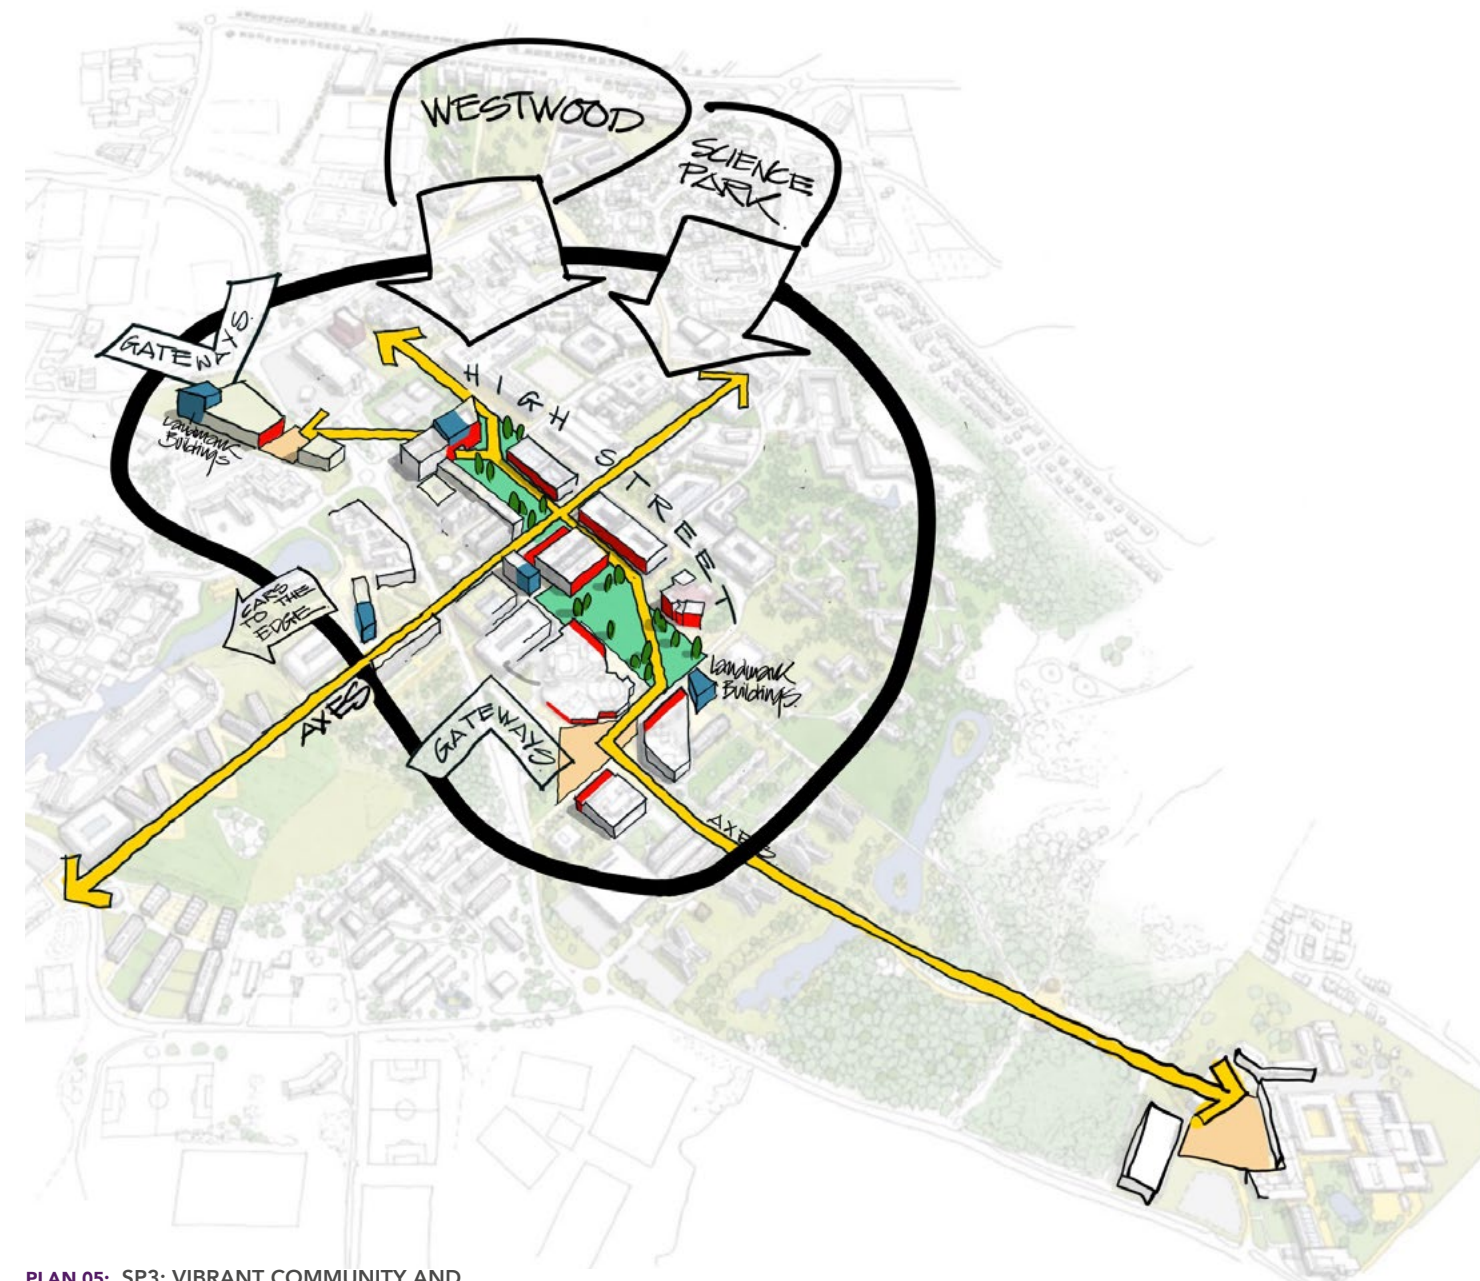 WESTWOOD
SCIENCE
PARK
GATEWAYS.
HIGH STREET
Landmark
Buildings
CARS
TO THE
EDGE
AXES
Landmark
Buildings.
GATEWAYS.
AXES
PLAN 05: SP3: VIBRANT COMMUNITY AND